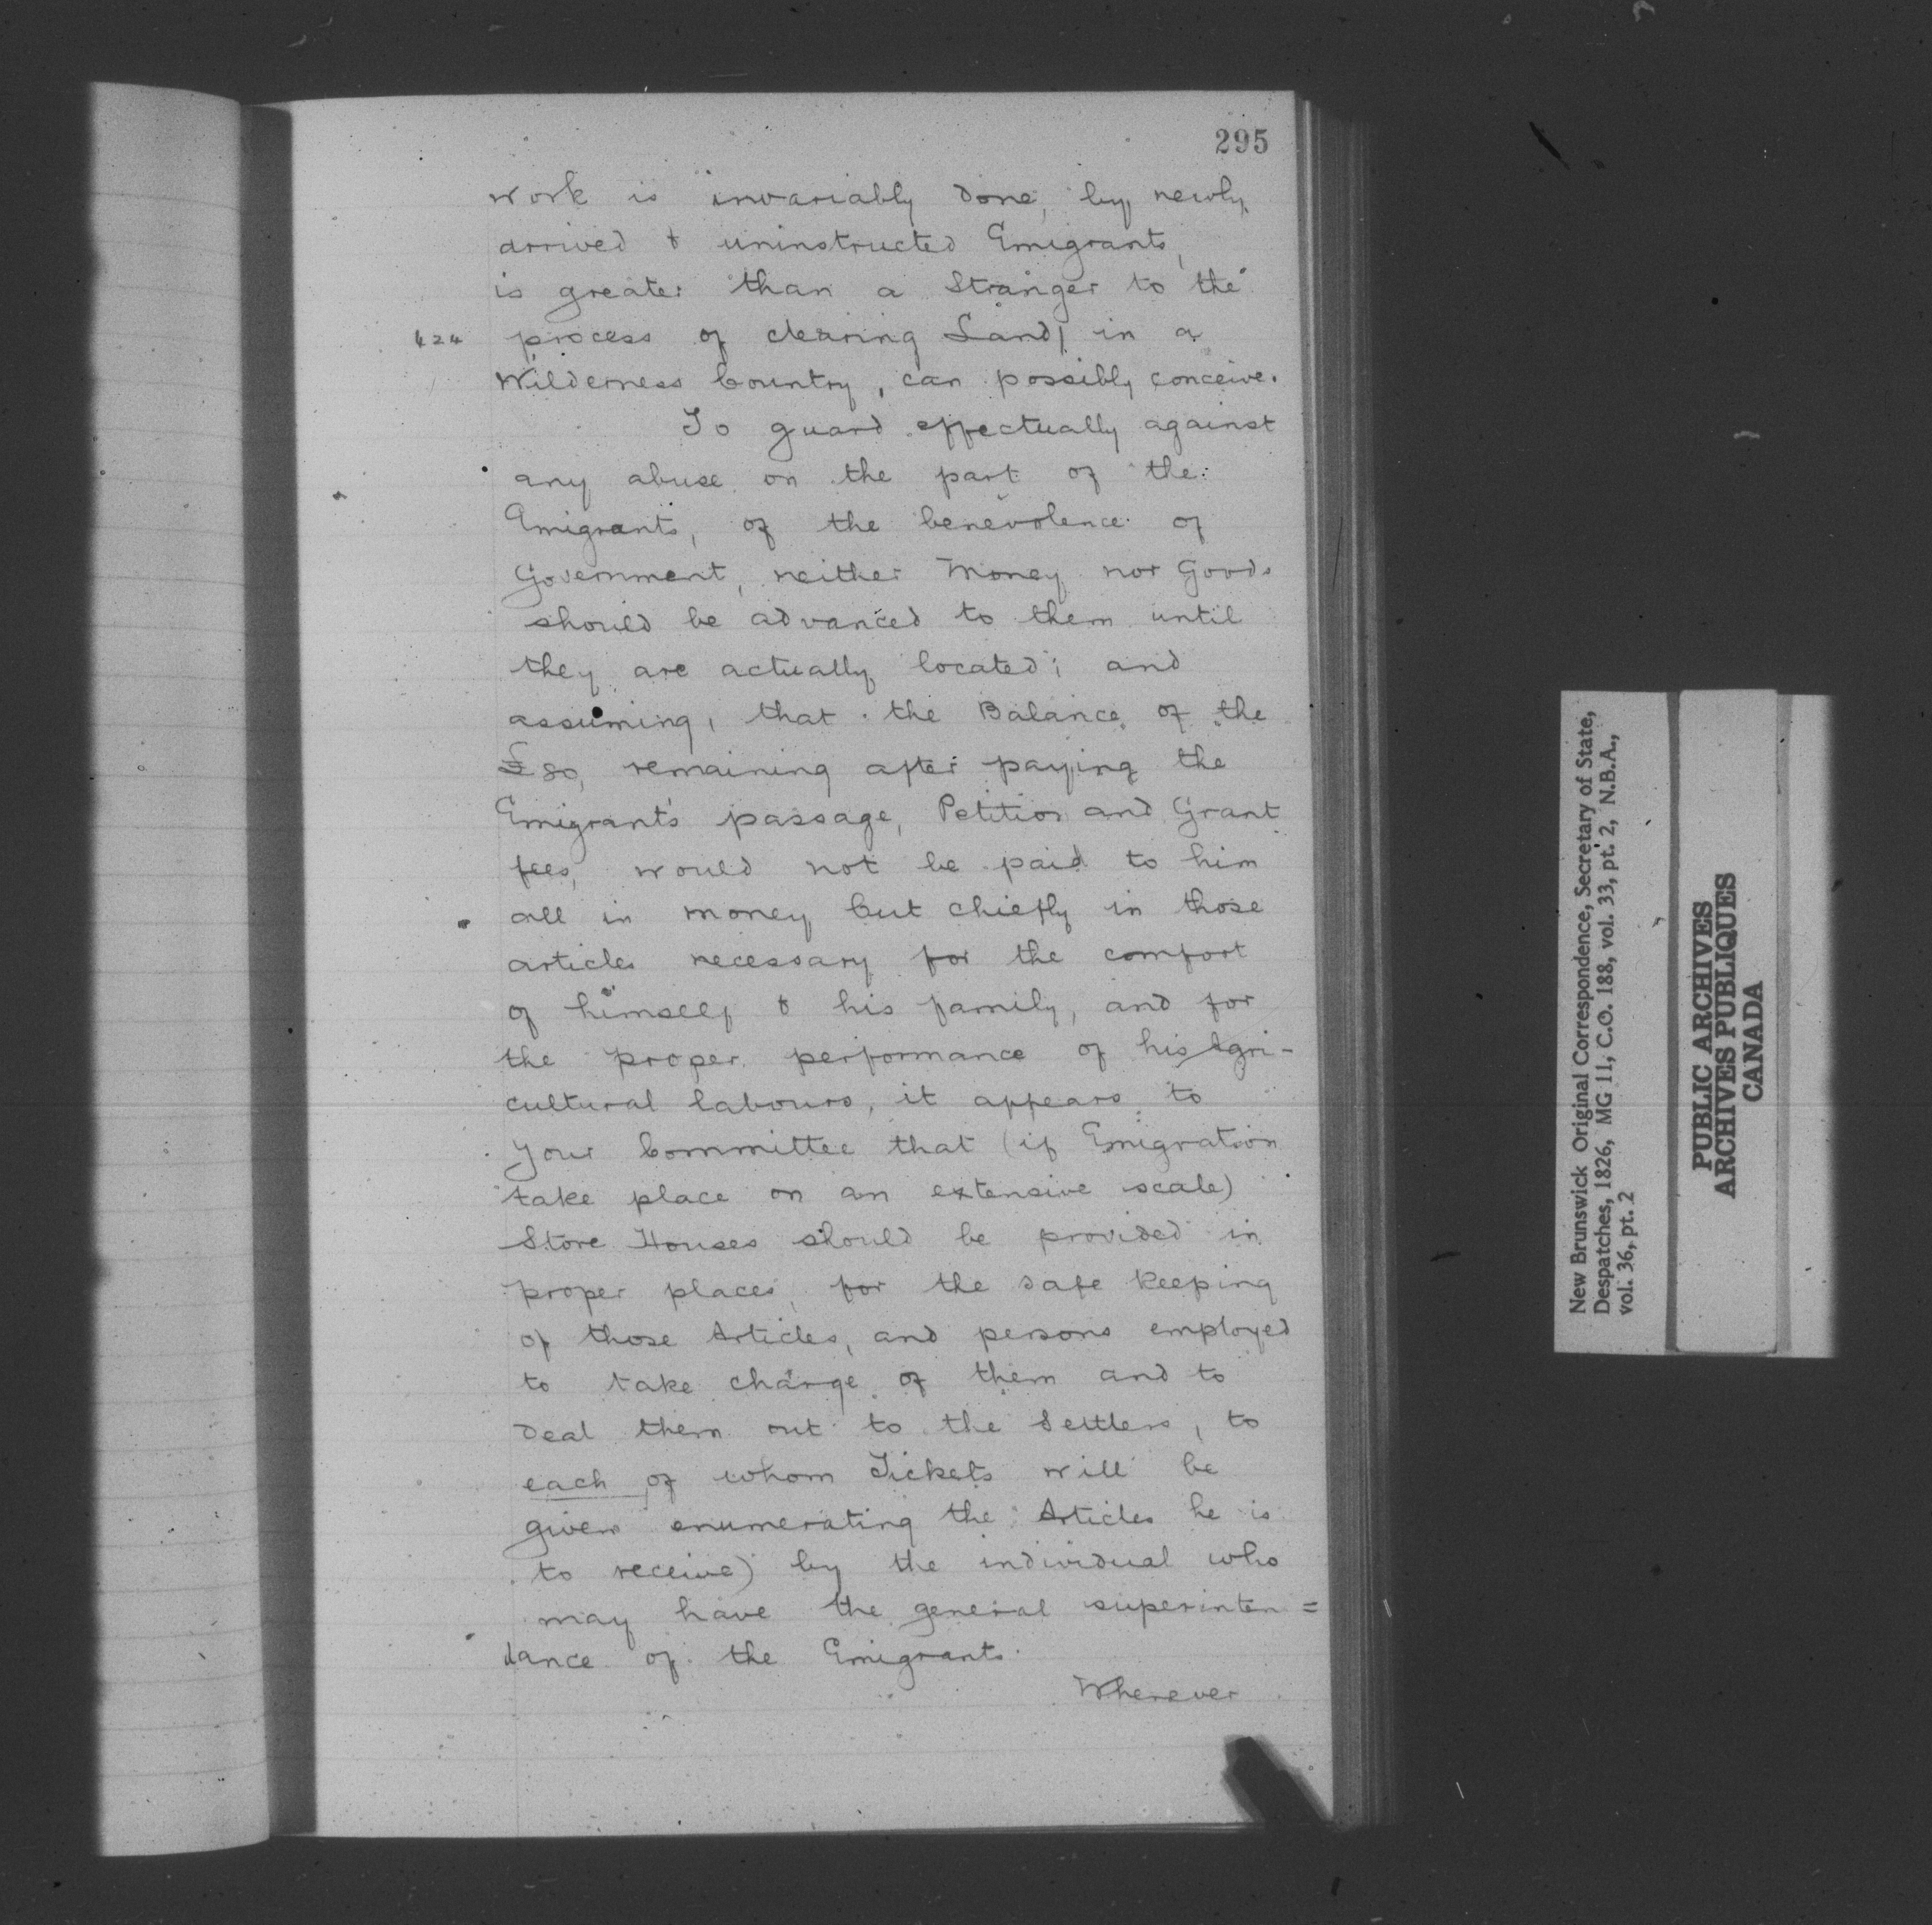 295
work is invariably done, by newly
arrived & uninstructed Emigrants,
is greater than a Stranger to the
424 process of clearing Land, in a
Wilderness Country, can possibly conceive.
To guard effectually against
any abuse on the part of the
Emigrants, of the benevolence of
Government, neither Money nor Goods
should be advanced to them until
they are actually located; and
assuming, that the Balance of the
£80, remaining after paying the
Emigrant's passage, Petition and Grant
fees, would not be paid to him
all in money but chiefly in those
articles necessary for the comfort
of himself & his family, and for
the proper performance of his Agri-
cultural labours, it appears to
your Committee that (if Emigration
take place on an extensive scale)
Store Houses should be provided in
proper places, for the safe keeping
of those Articles, and persons employed
to take charge of them and to
deal them out to the Settlers, to
each of whom Tickets will be
given enumerating the Articles he is
to receive) by the individual who
may have the general superinten=
dance of the Emigrants.
Wherever
New Brunswick Original Correspondence, Secretary of State,
Despatches, 1826, MG 11, C.O. 188, vol. 33, pt. 2, N.B.A.,
vol. 36, pt. 2
PUBLIC ARCHIVES
ARCHIVES PUBLIQUES
CANADA